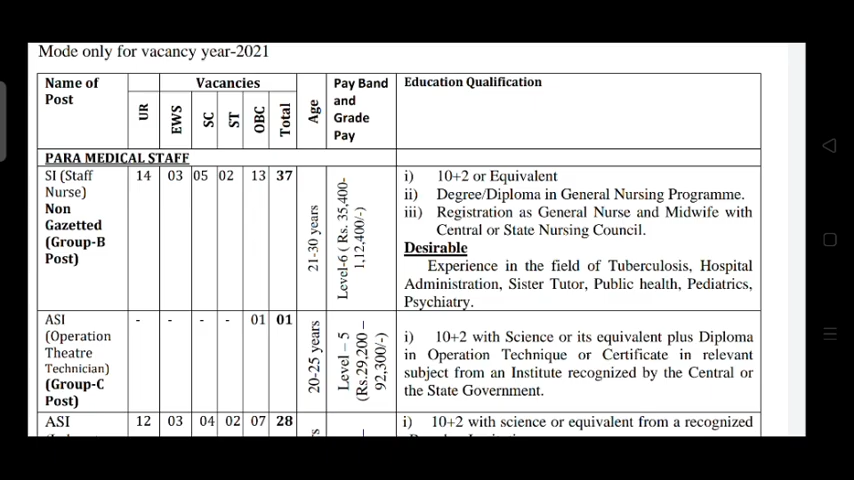 Mode only for vacancy year-2021
Name of Post
Vacancies
UR
EWS
SC
ST
OBC
Total
Age
Pay Band and Grade Pay
Education Qualification
PARA MEDICAL STAFF
SI (Staff
Nurse)
Non
Gazetted
(Group-B
Post)
14 03 05 02 13 37
21-30 years
Level-6 ( Rs. 35,400-
1,12,400/-)
i) 10+2 or Equivalent
ii) Degree/Diploma in General Nursing Programme.
iii) Registration as General Nurse and Midwife with
Central or State Nursing Council.
Desirable
Experience in the field of Tuberculosis, Hospital
Administration, Sister Tutor, Public health, Pediatrics,
Psychiatry.
ASI
(Operation
Theatre
Technician)
(Group-C
Post)
- - - - 01 01
20-25 years
Level – 5
(Rs.29,200 –
92,300/-)
i) 10+2 with Science or its equivalent plus Diploma
in Operation Technique or Certificate in relevant
subject from an Institute recognized by the Central or
the State Government.
ASI
12 03 04 02 07 28
i) 10+2 with science or equivalent from a recognized